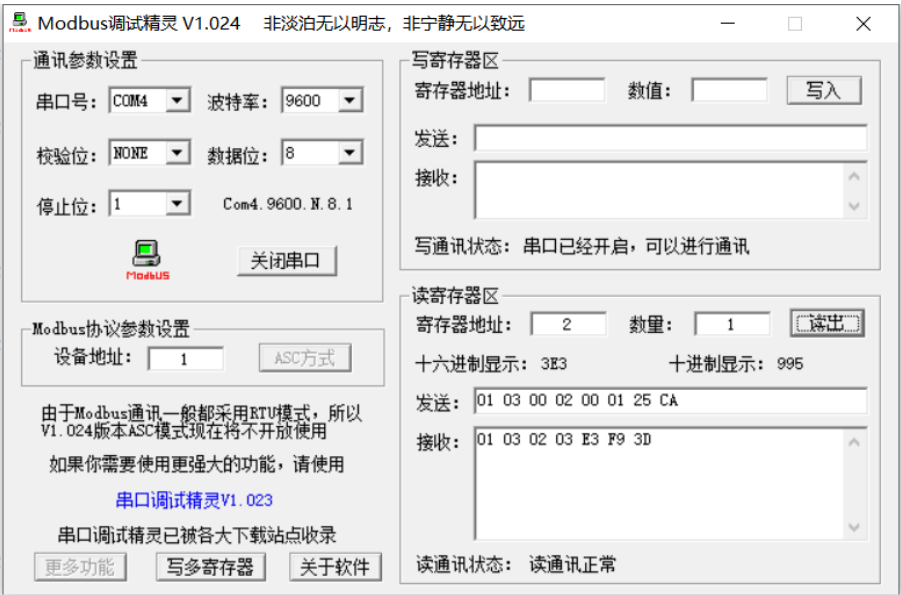 Modbus调试精灵 V1.024 非淡泊无以明志，非宁静无以致远
通讯参数设置
串口号： COM4 波特率： 9600
校验位： NONE 数据位： 8
停止位： 1 Com4.9600.N.8.1
ModbUS 关闭串口
Modbus协议参数设置
设备地址： 1 ASC方式
由于Modbus通讯一般都采用RTU模式，所以
V1.024版本ASC模式现在将不开放使用
如果你需要使用更强大的功能，请使用
串口调试精灵V1.023
串口调试精灵已被各大下载站点收录
更多功能 写多寄存器 关于软件
写寄存器区
寄存器地址： 数值： 写入
发送：
接收：
写通讯状态： 串口已经开启，可以进行通讯
读寄存器区
寄存器地址： 2 数量： 1 读出
十六进制显示： 3E3 十进制显示： 995
发送： 01 03 00 02 00 01 25 CA
接收： 01 03 02 03 E3 F9 3D
读通讯状态： 读通讯正常